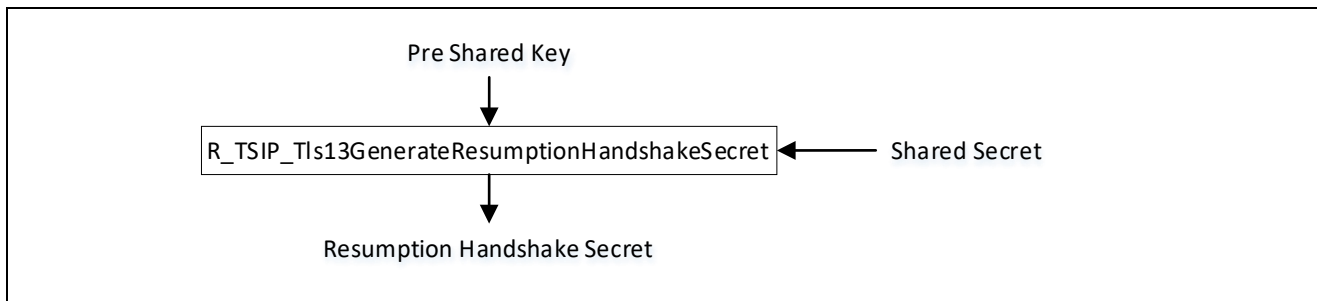 Pre Shared Key
R_TSIP_Tls13GenerateResumptionHandshakeSecret
Shared Secret
Resumption Handshake Secret